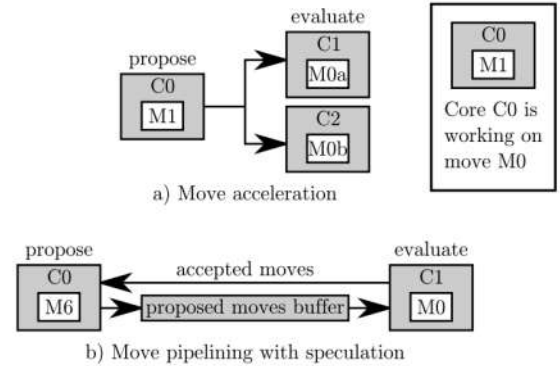 propose
C0
M1
evaluate
C1
M0a
C2
M0b
a) Move acceleration
C0
M1
Core C0 is
working on
move M0
propose
C0
M6
accepted moves
proposed moves buffer
evaluate
C1
M0
b) Move pipelining with speculation